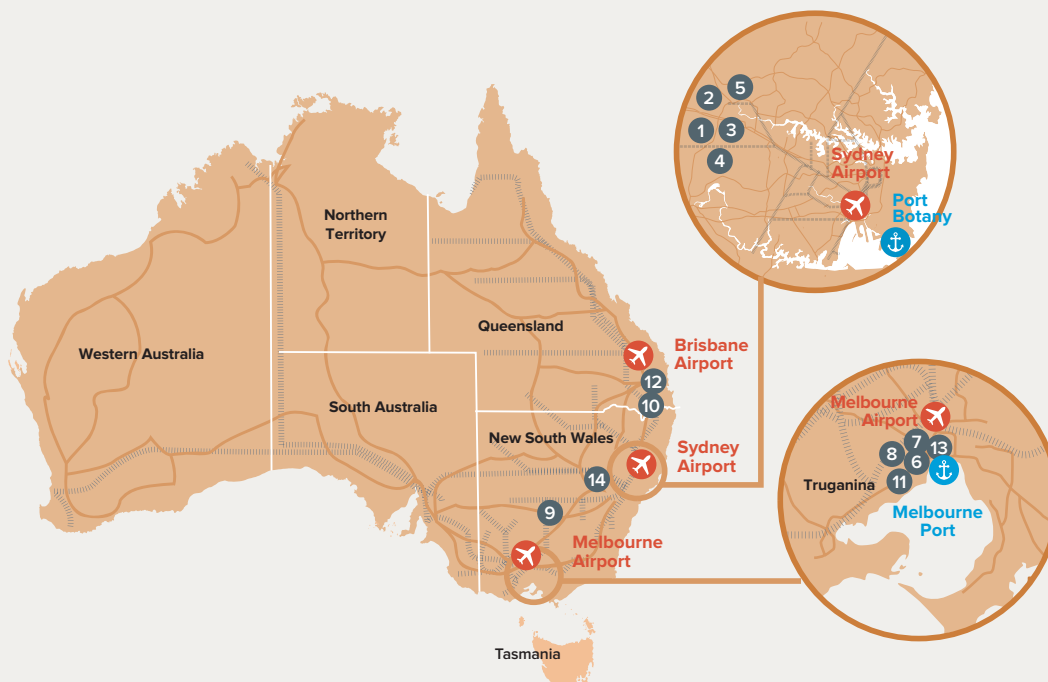 Northern
Territory
Western Australia
South Australia
Queensland
New South Wales
Tasmania
Brisbane
Airport
12
10
Sydney
Airport
14
9
Melbourne
Airport
2
5
1
3
4
Sydney
Airport
Port
Botany
Melbourne
Airport
7
8
13
6
11
Truganina
Melbourne
Port